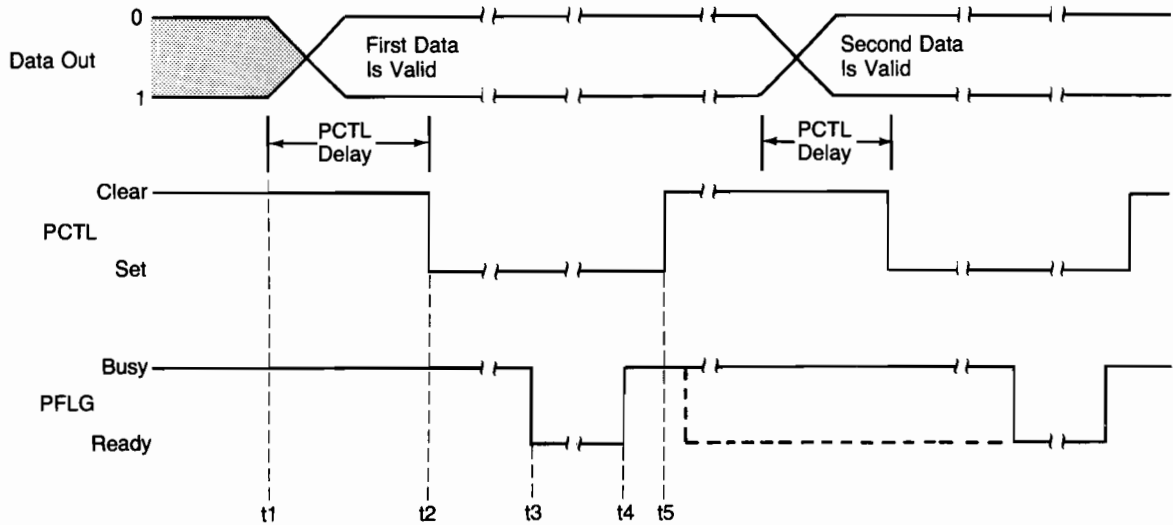 0
Data Out
1
First Data
Is Valid
Second Data
Is Valid
PCTL
Delay
PCTL
Delay
Clear
PCTL
Set
Busy
PFLG
Ready
t1
t2
t3
t4
t5